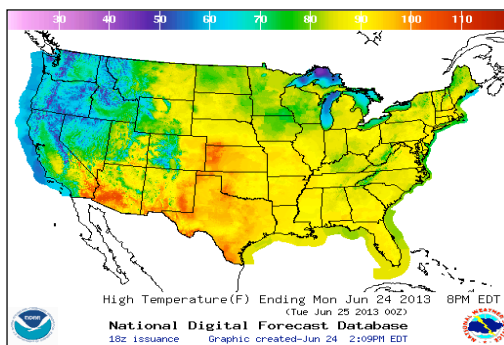 30 40 50 60 70 80 90 100 110
High Temperature(F) Ending Mon Jun 24 2013 8PM EDT
(Tue Jun 25 2013 00Z)
National Digital Forecast Database
18z issuance Graphic created-Jun 24 2:09PM EDT
NOAA